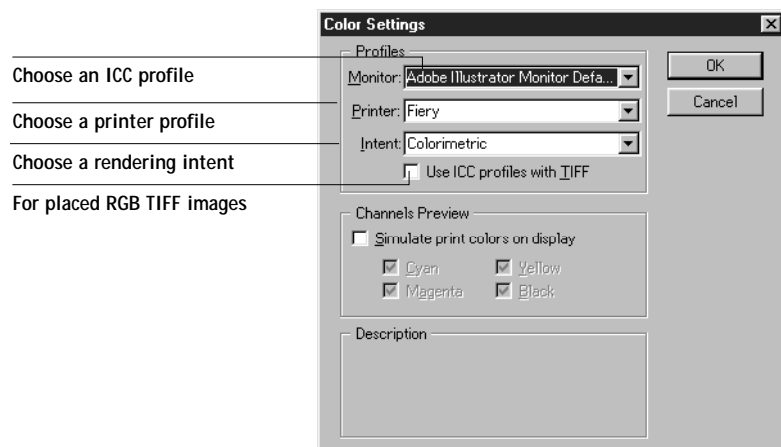 Choose an ICC profile
Choose a printer profile
Choose a rendering intent
For placed RGB TIFF images
Color Settings
Profiles
Monitor: Adobe Illustrator Monitor Defa...
Printer: Fiery
Intent: Colorimetric
Use ICC profiles with TIFF
OK
Cancel
Channels Preview
Simulate print colors on display
Cyan Yellow
Magenta Black
Description